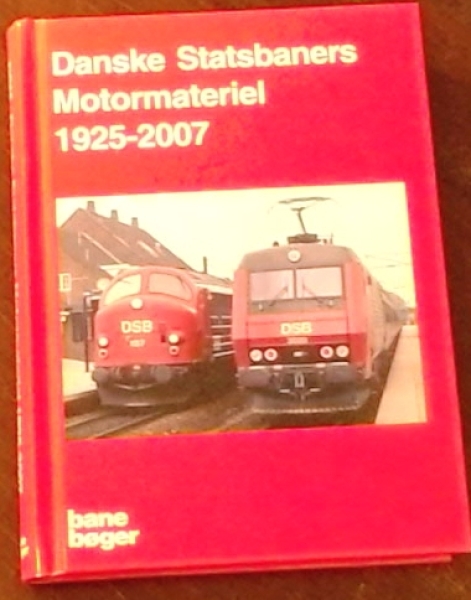 Danske Statsbaners
Motormateriel
1925-2007
DSB
DSB
bane
bøger